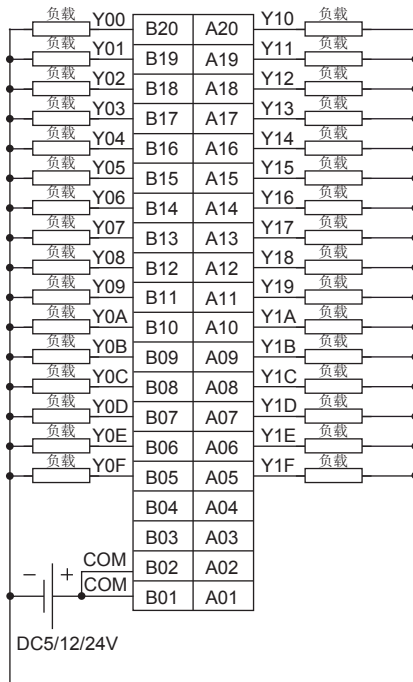 负载 Y00 B20 A20 Y10 负载
负载 Y01 B19 A19 Y11 负载
负载 Y02 B18 A18 Y12 负载
负载 Y03 B17 A17 Y13 负载
负载 Y04 B16 A16 Y14 负载
负载 Y05 B15 A15 Y15 负载
负载 Y06 B14 A14 Y16 负载
负载 Y07 B13 A13 Y17 负载
负载 Y08 B12 A12 Y18 负载
负载 Y09 B11 A11 Y19 负载
负载 Y0A B10 A10 Y1A 负载
负载 Y0B B09 A09 Y1B 负载
负载 Y0C B08 A08 Y1C 负载
负载 Y0D B07 A07 Y1D 负载
负载 Y0E B06 A06 Y1E 负载
负载 Y0F B05 A05 Y1F 负载
B04 A04
B03 A03
COM B02 A02
− + COM B01 A01
DC5/12/24V